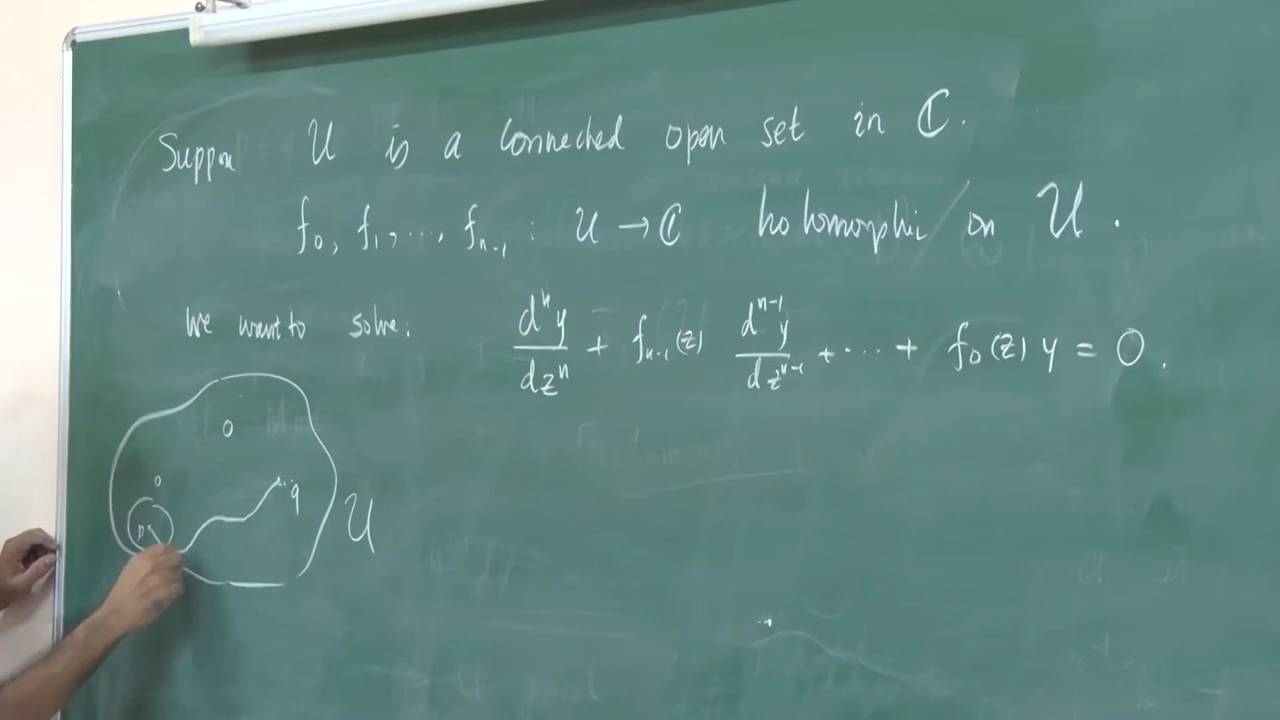 Suppose U is a connected open set in ℂ.
f₀, f₁, ..., fₙ₋₁ : U → ℂ holomorphic on U.
We want to solve: dⁿy/dzⁿ + fₙ₋₁(z) dⁿ⁻¹y/dzⁿ⁻¹ + ... + f₀(z) y = 0.
q
p
U